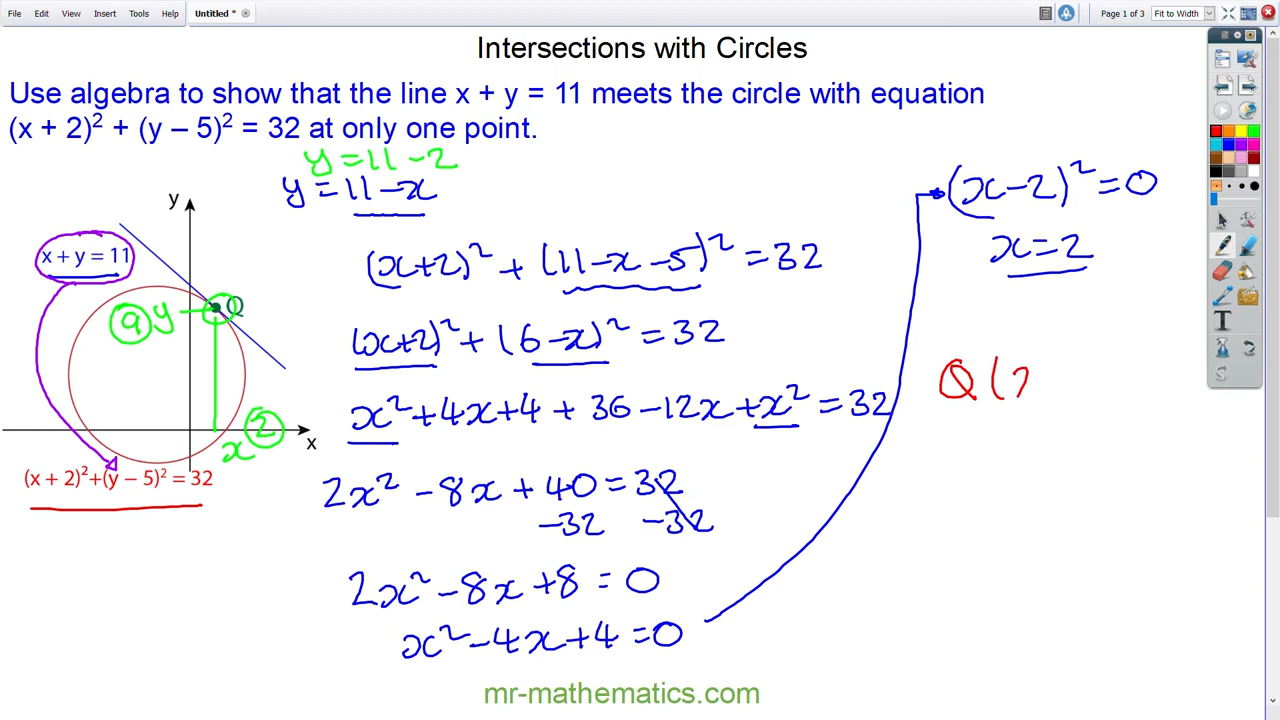 File Edit View Insert Tools Help Untitled * Page 1 of 3 Fit to Width
Intersections with Circles
Use algebra to show that the line x + y = 11 meets the circle with equation
(x + 2)² + (y – 5)² = 32 at only one point.
y = 11 - 2
y = 11 - x
(x+2)² + (11 - x - 5)² = 32
(x+2)² + (6 - x)² = 32
x² + 4x + 4 + 36 - 12x + x² = 32
2x² - 8x + 40 = 32
-32 -32
2x² - 8x + 8 = 0
x² - 4x + 4 = 0
(x - 2)² = 0
x = 2
Q (
y
x + y = 11
Q
9 y
x 2
x
(x + 2)²+(y – 5)² = 32
T
mr-mathematics.com